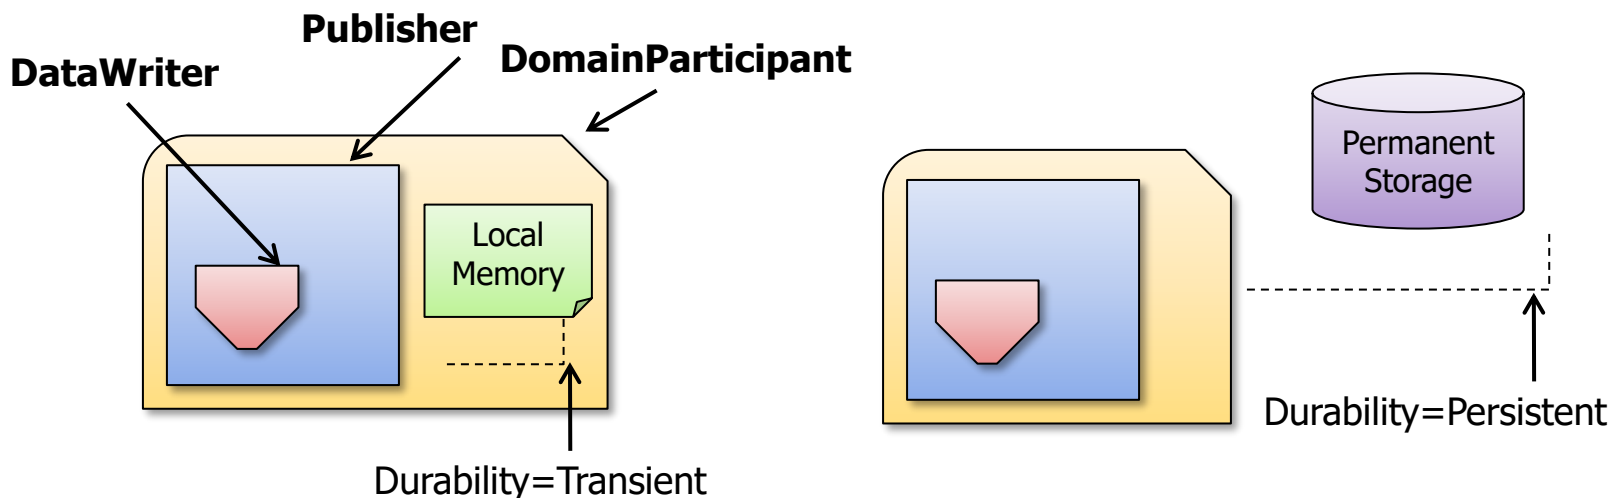 Publisher
DataWriter
DomainParticipant
Local
Memory
Durability=Transient
Permanent
Storage
Durability=Persistent